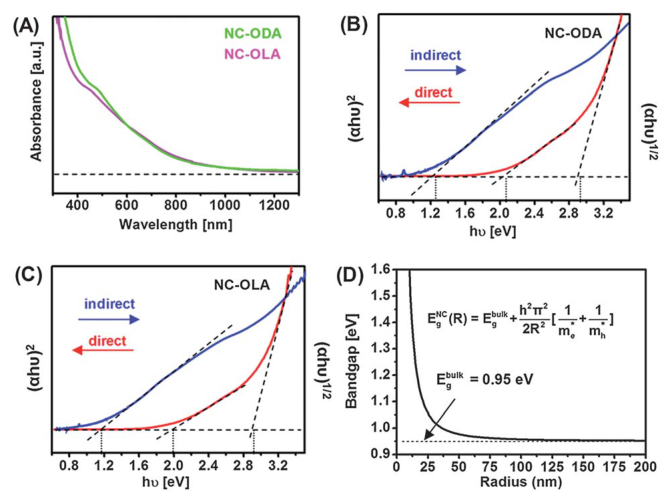 (A)
NC-ODA
NC-OLA
Absorbance [a.u.]
400 600 800 1000 1200
Wavelength [nm]
(B)
NC-ODA
indirect
direct
(αhυ)²
(αhυ)¹/²
0.8 1.2 1.6 2.0 2.4 2.8 3.2
hυ [eV]
(C)
NC-OLA
indirect
direct
(αhυ)²
(αhυ)¹/²
0.8 1.2 1.6 2.0 2.4 2.8 3.2
hυ [eV]
(D)
1.6
1.5
1.4
1.3
1.2
1.1
1.0
0.9
Bandgap [eV]
E_g^NC(R) = E_g^bulk + h²π²/2R² [1/m_e^* + 1/m_h^*]
E_g^bulk = 0.95 eV
0 25 50 75 100 125 150 175 200
Radius (nm)